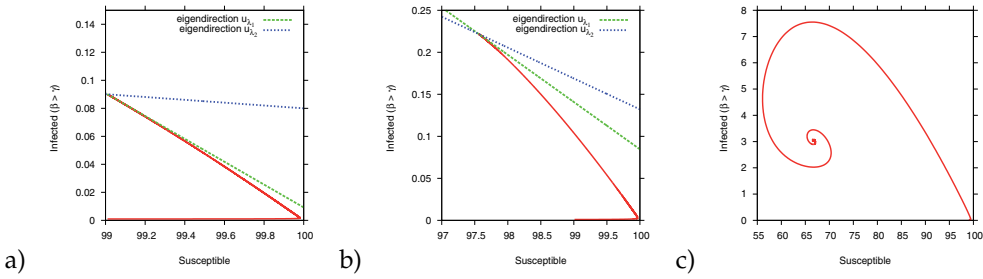 a)
Infected (β > γ)
0.14
0.12
0.1
0.08
0.06
0.04
0.02
0
eigendirection u_λ₁
eigendirection u_λ₂
99 99.2 99.4 99.6 99.8 100
Susceptible
b)
Infected (β > γ)
0.25
0.2
0.15
0.1
0.05
0
eigendirection u_λ₁
eigendirection u_λ₂
97 97.5 98 98.5 99 99.5 100
Susceptible
c)
Infected (β > γ)
8
7
6
5
4
3
2
1
0
55 60 65 70 75 80 85 90 95 100
Susceptible